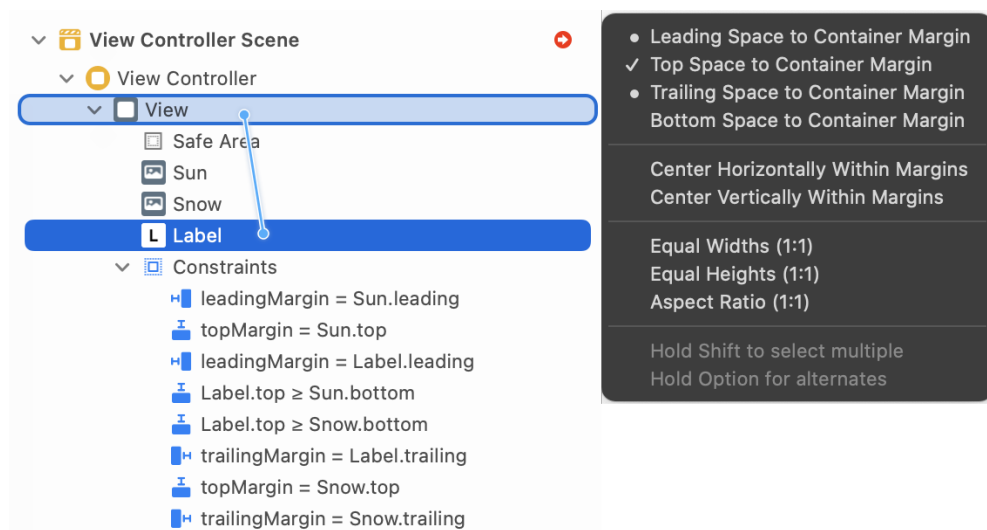 View Controller Scene
View Controller
View
Safe Area
Sun
Snow
L Label
Constraints
leadingMargin = Sun.leading
topMargin = Sun.top
leadingMargin = Label.leading
Label.top ≥ Sun.bottom
Label.top ≥ Snow.bottom
trailingMargin = Label.trailing
topMargin = Snow.top
trailingMargin = Snow.trailing
● Leading Space to Container Margin
✓ Top Space to Container Margin
● Trailing Space to Container Margin
Bottom Space to Container Margin
Center Horizontally Within Margins
Center Vertically Within Margins
Equal Widths (1:1)
Equal Heights (1:1)
Aspect Ratio (1:1)
Hold Shift to select multiple
Hold Option for alternates